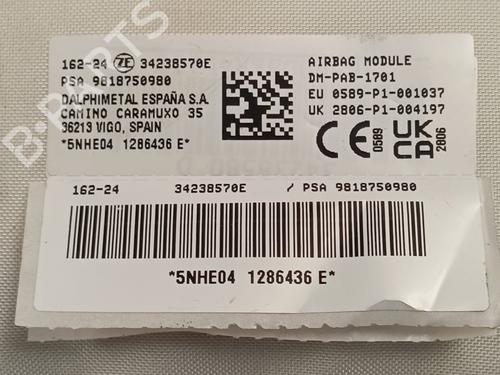 162-24 ZF 34238570E
PSA 9818750980
DALPHIMETAL ESPAÑA S.A.
CAMINO CARAMUXO 35
36213 VIGO, SPAIN
*5NHE04 1286436 E*
AIRBAG MODULE
DM-PAB-1701
EU 0589-P1-001037
UK 2806-P1-004197
CE 0589 UK CA 2806
162-24 34238570E / PSA 9818750980
*5NHE04 1286436 E*
B-PARTS